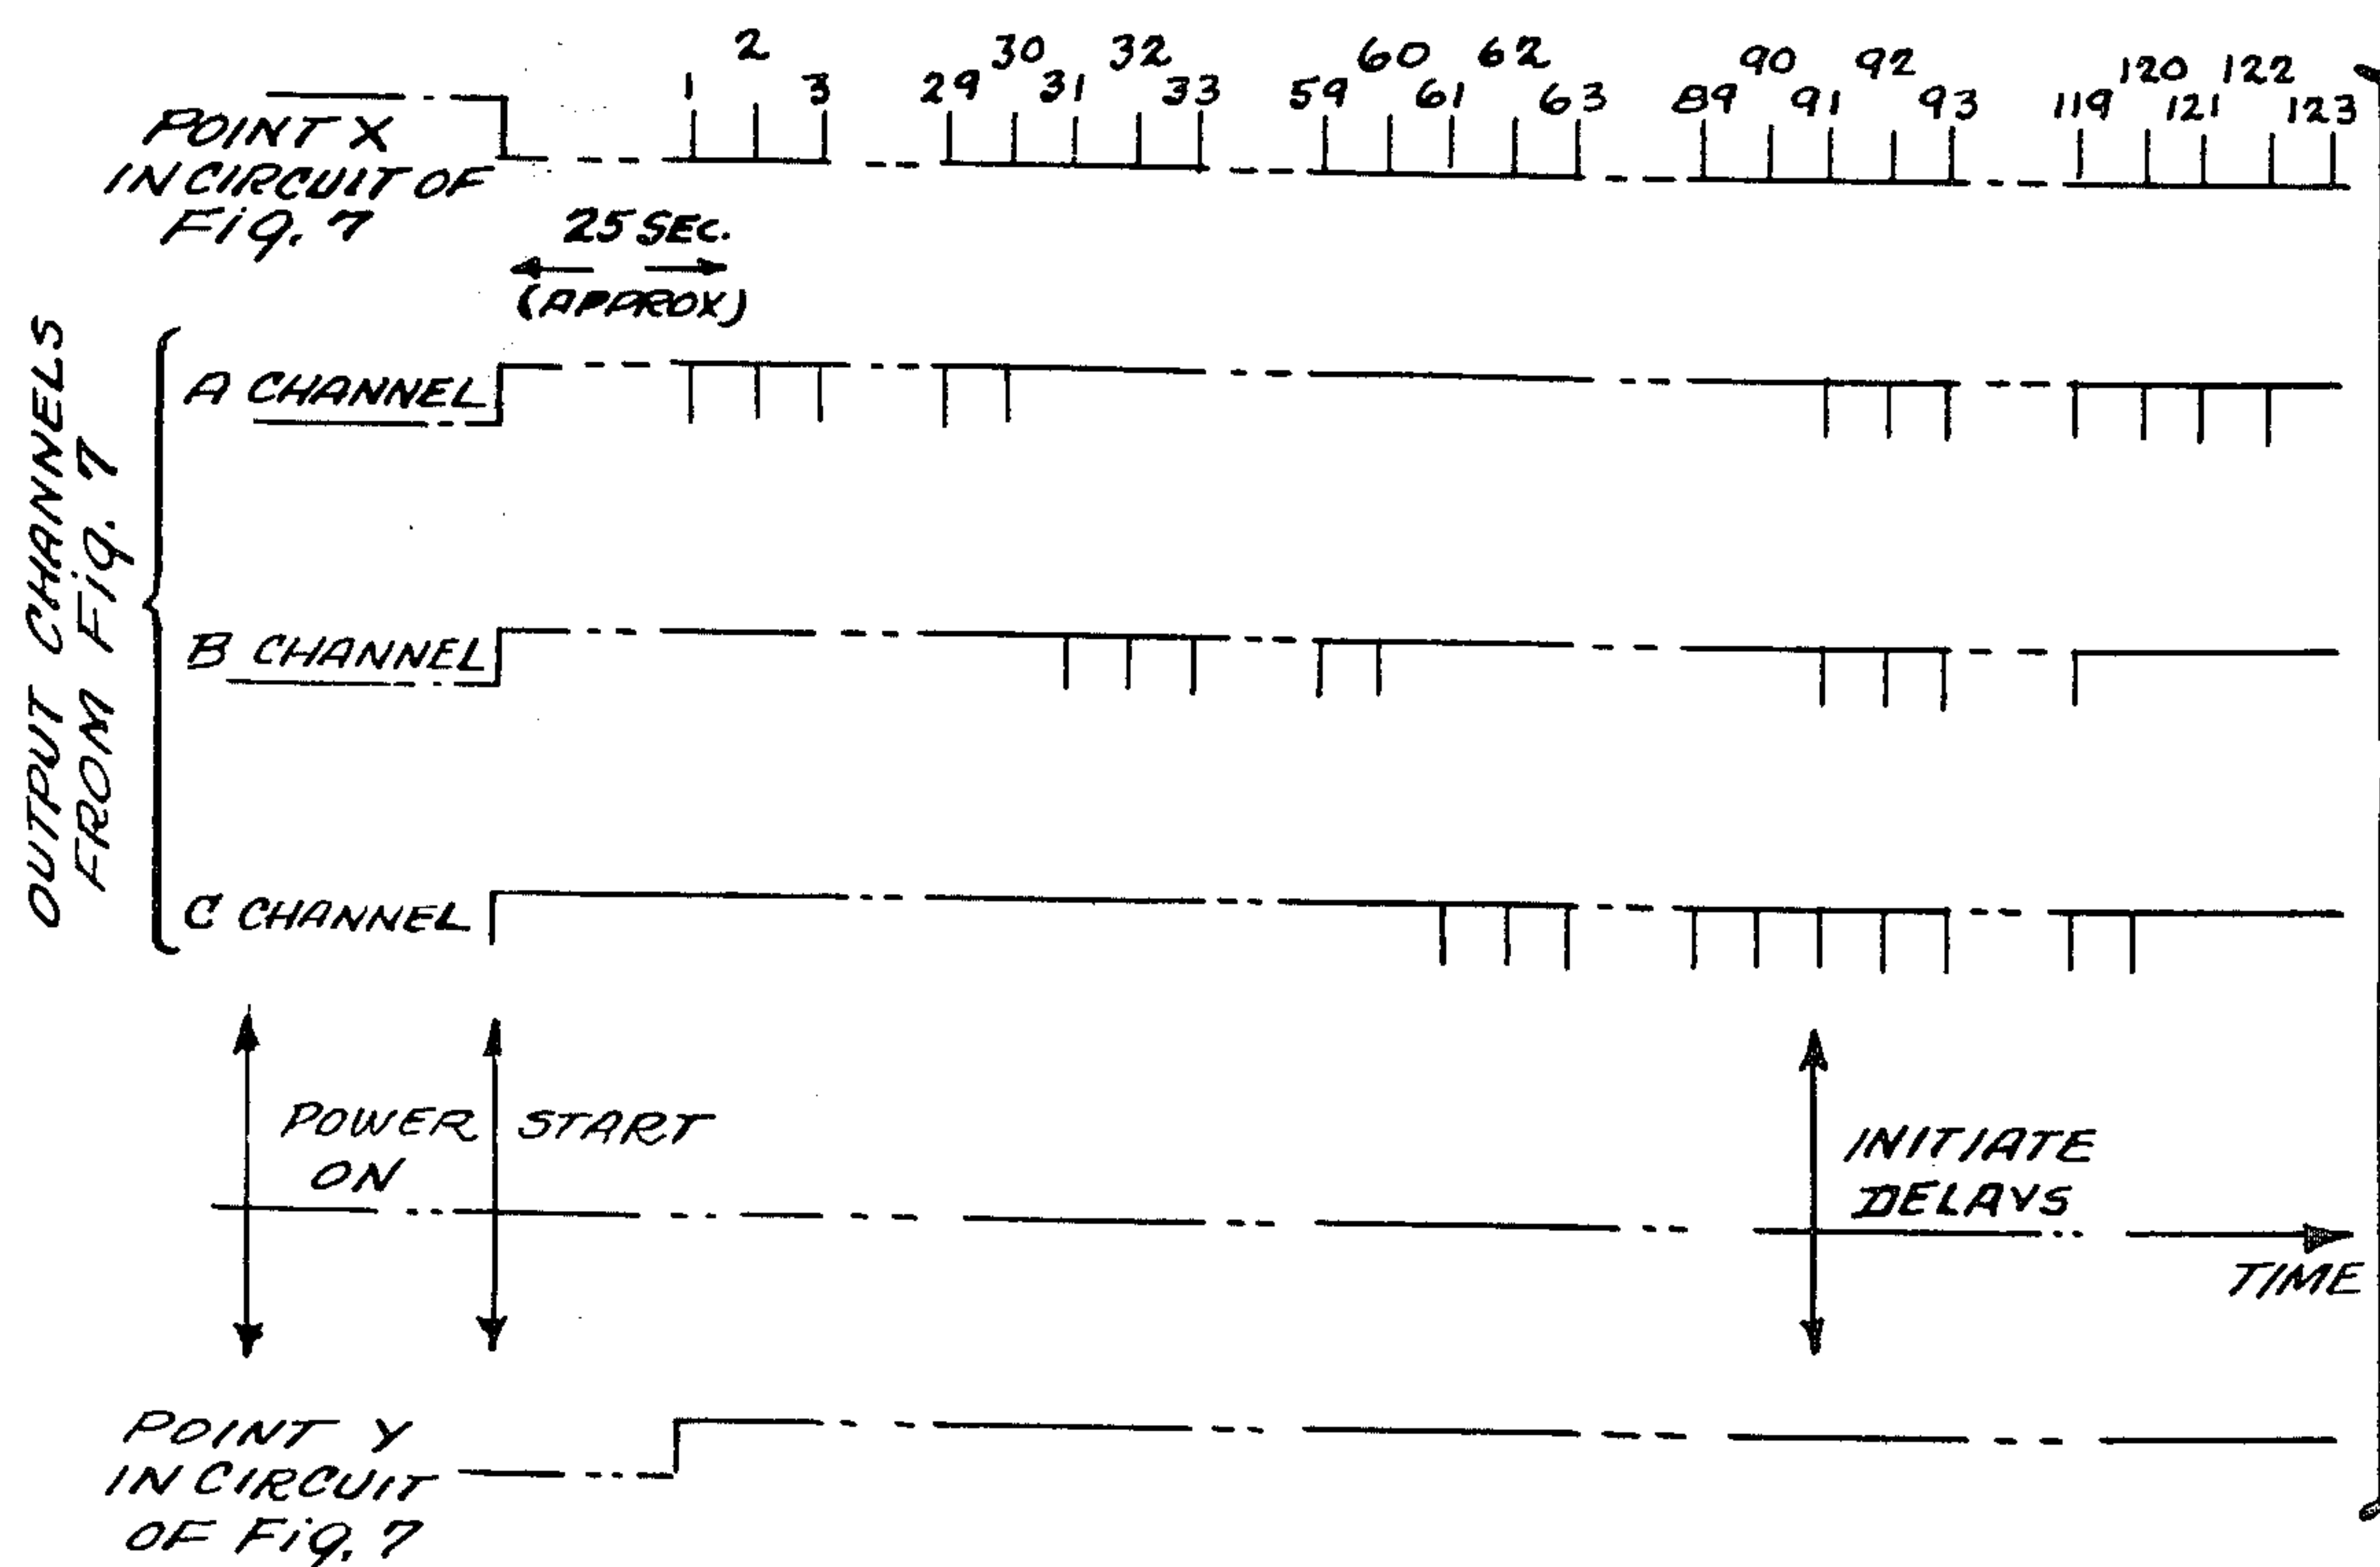 1 2 3 29 30 31 32 33 59 60 61 62 63 89 90 91 92 93 119 120 121 122 123
POINT X
IN CIRCUIT OF
FIG. 7
25 SEC.
(APPROX)
OUTPUT CHANNELS
FROM FIG. 7
A CHANNEL
B CHANNEL
C CHANNEL
POWER
ON
START
INITIATE
DELAYS
TIME
POINT Y
IN CIRCUIT
OF FIG. 7